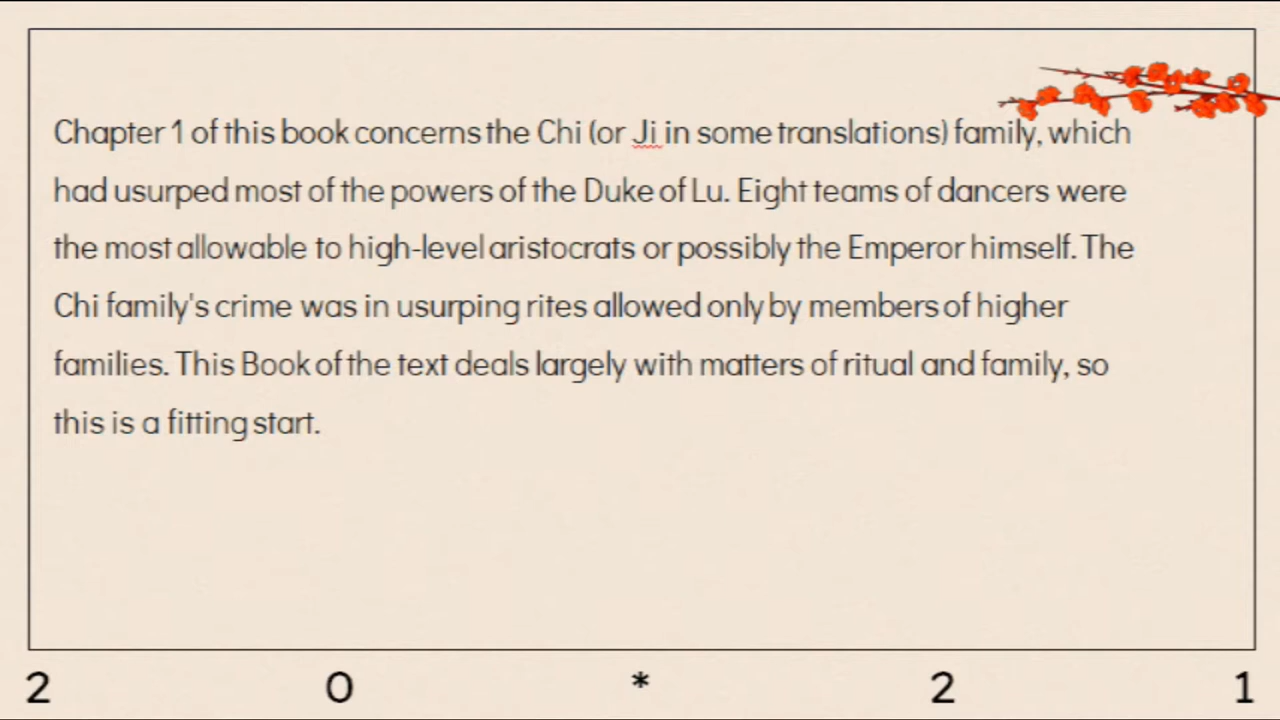 Chapter 1 of this book concerns the Chi (or Ji in some translations) family, which
had usurped most of the powers of the Duke of Lu. Eight teams of dancers were
the most allowable to high-level aristocrats or possibly the Emperor himself. The
Chi family's crime was in usurping rites allowed only by members of higher
families. This Book of the text deals largely with matters of ritual and family, so
this is a fitting start.
2 0 * 2 1